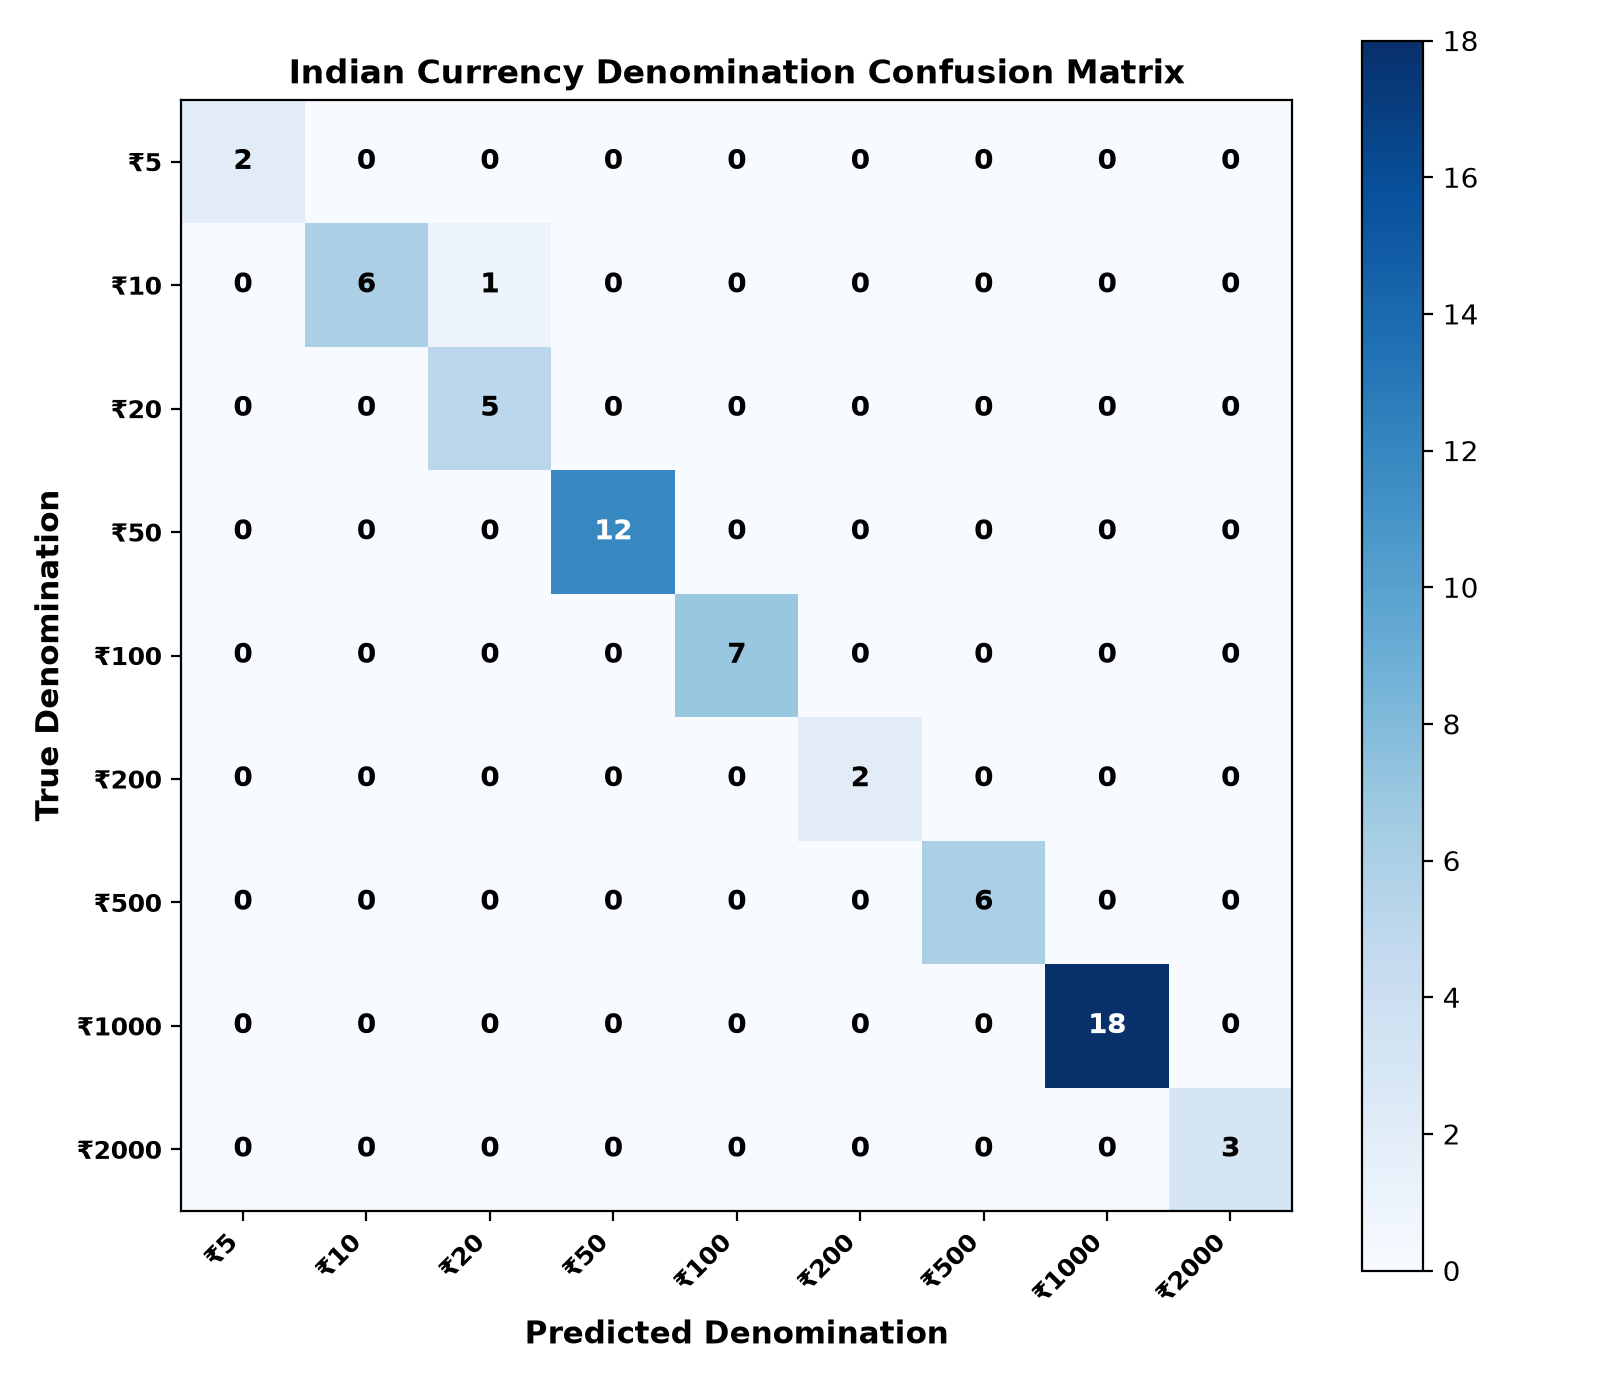 Indian Currency Denomination Confusion Matrix
₹5 2 0 0 0 0 0 0 0 0
₹10 0 6 1 0 0 0 0 0 0
₹20 0 0 5 0 0 0 0 0 0
₹50 0 0 0 12 0 0 0 0 0
₹100 0 0 0 0 7 0 0 0 0
₹200 0 0 0 0 0 2 0 0 0
₹500 0 0 0 0 0 0 6 0 0
₹1000 0 0 0 0 0 0 0 18 0
₹2000 0 0 0 0 0 0 0 0 3
₹5 ₹10 ₹20 ₹50 ₹100 ₹200 ₹500 ₹1000 ₹2000
Predicted Denomination
True Denomination
18
16
14
12
10
8
6
4
2
0